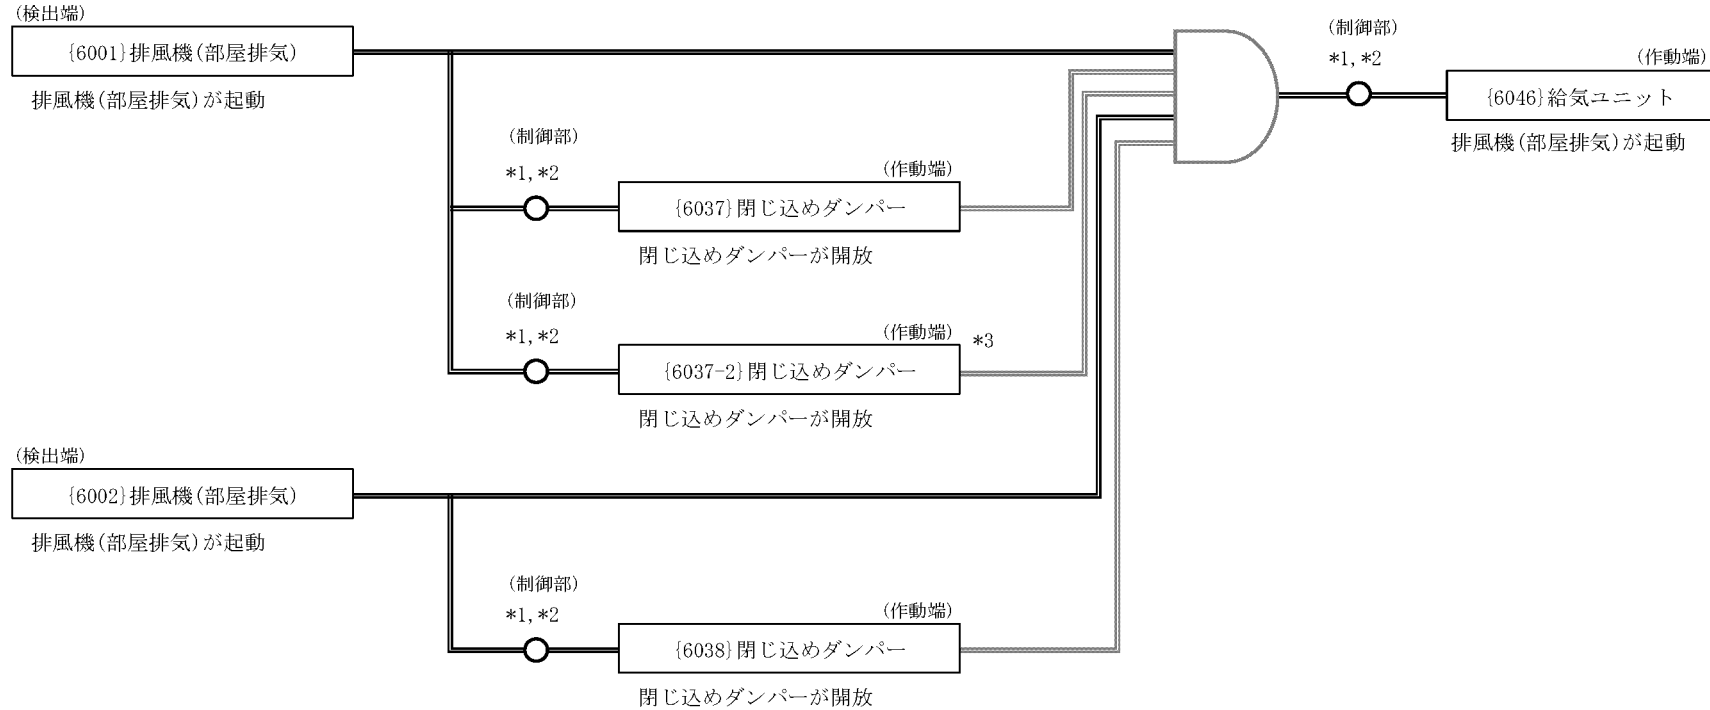 (検出端)
{6001}排風機(部屋排気)
排風機(部屋排気)が起動
(制御部)
*1,*2
(作動端)
{6046}給気ユニット
排風機(部屋排気)が起動
(制御部)
*1,*2
(作動端)
{6037}閉じ込めダンパー
閉じ込めダンパーが開放
(制御部)
*1,*2
(作動端)
*3
{6037-2}閉じ込めダンパー
閉じ込めダンパーが開放
(検出端)
{6002}排風機(部屋排気)
排風機(部屋排気)が起動
(制御部)
*1,*2
(作動端)
{6038}閉じ込めダンパー
閉じ込めダンパーが開放